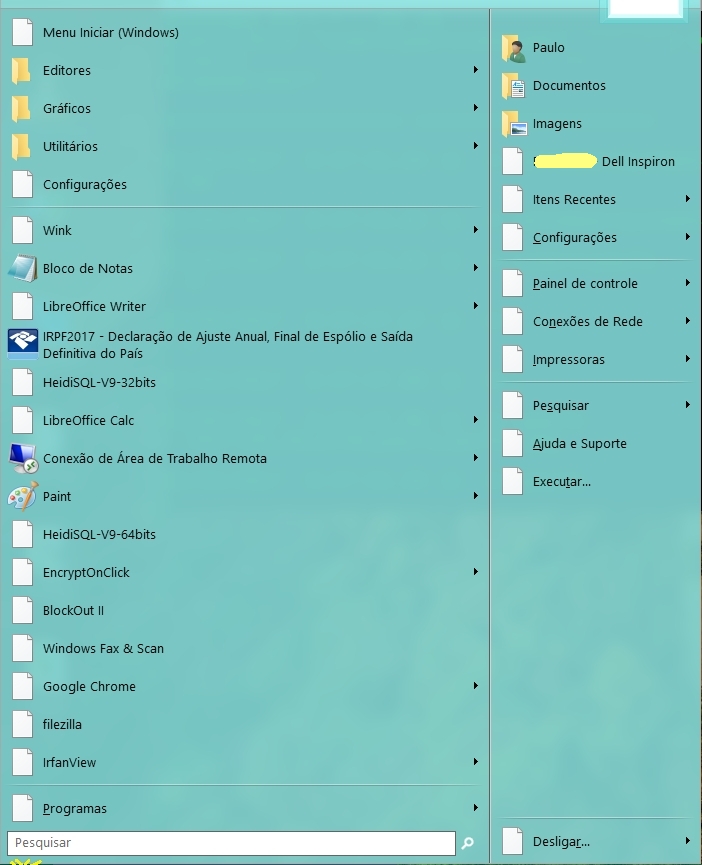 Menu Iniciar (Windows)
Editores
Gráficos
Utilitários
Configurações
Wink
Bloco de Notas
LibreOffice Writer
IRPF2017 - Declaração de Ajuste Anual, Final de Espólio e Saída
Definitiva do País
HeidiSQL-V9-32bits
LibreOffice Calc
Conexão de Área de Trabalho Remota
Paint
HeidiSQL-V9-64bits
EncryptOnClick
BlockOut II
Windows Fax & Scan
Google Chrome
filezilla
IrfanView
Programas
Pesquisar
Paulo
Documentos
Imagens
Dell Inspiron
Itens Recentes
Configurações
Painel de controle
Conexões de Rede
Impressoras
Pesquisar
Ajuda e Suporte
Executar...
Desligar...